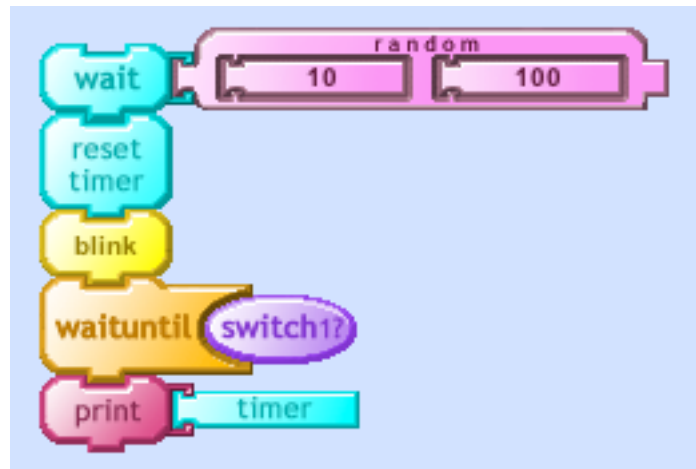 random
wait 10 100
reset
timer
blink
waituntil switch1?
print timer